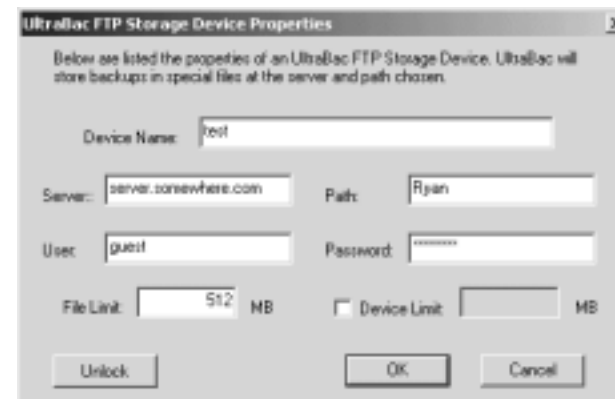 UltraBac FTP Storage Device Properties
Below are listed the properties of an UltraBac FTP Storage Device. UltraBac will
store backups in special files at the server and path chosen.
Device Name: test
Server: server.somewhere.com Path: Ryan
User: guest Password: ********
File Limit: 512 MB Device Limit: MB
Unlock OK Cancel